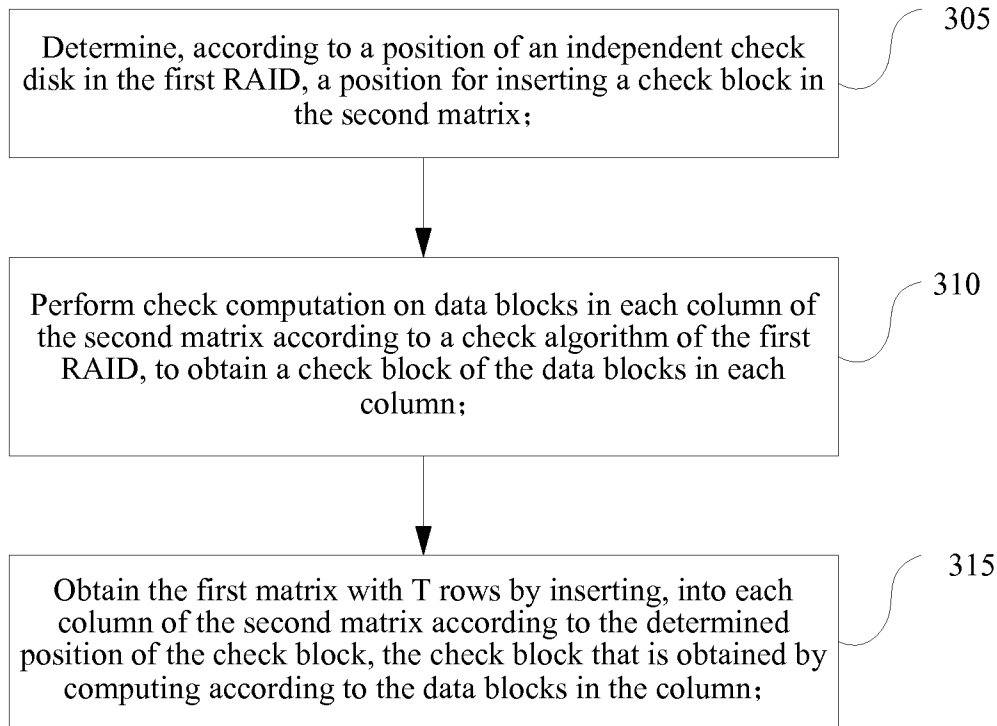 305
Determine, according to a position of an independent check
disk in the first RAID, a position for inserting a check block in
the second matrix;
310
Perform check computation on data blocks in each column of
the second matrix according to a check algorithm of the first
RAID, to obtain a check block of the data blocks in each
column;
315
Obtain the first matrix with T rows by inserting, into each
column of the second matrix according to the determined
position of the check block, the check block that is obtained by
computing according to the data blocks in the column;